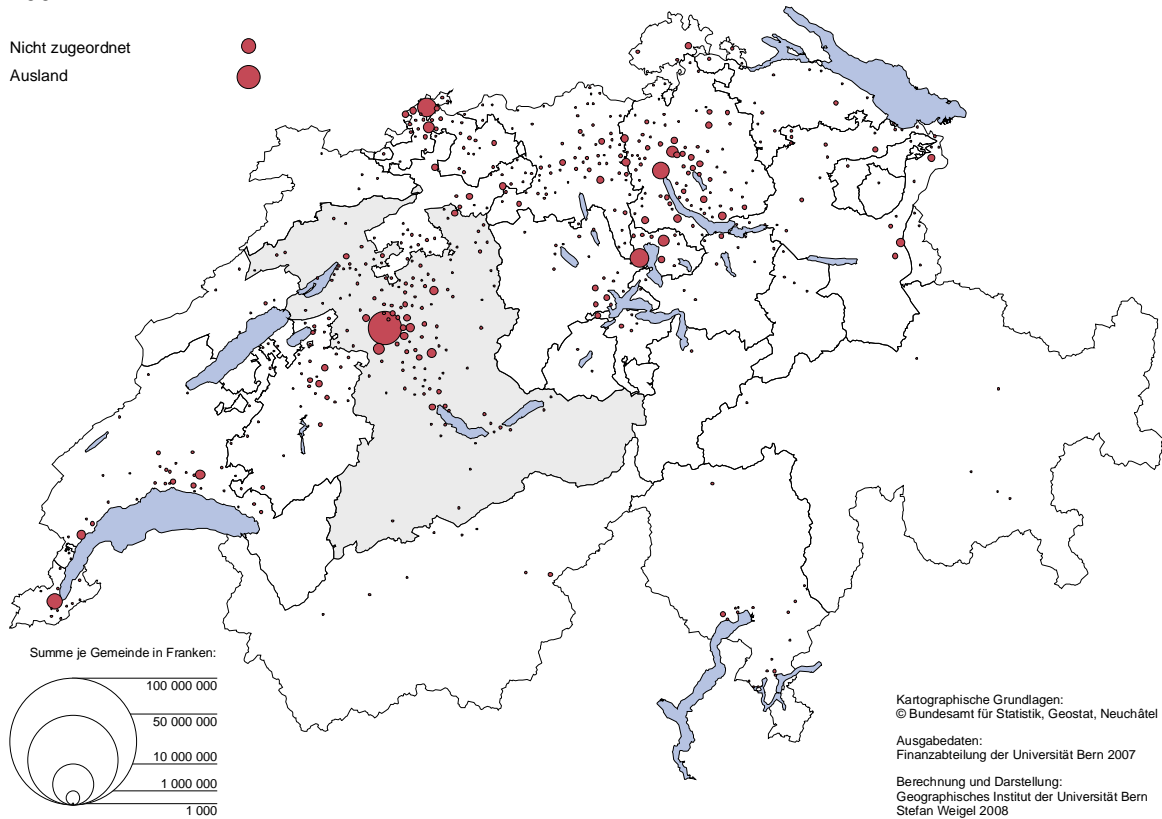 Nicht zugeordnet
Ausland
Summe je Gemeinde in Franken:
100 000 000
50 000 000
10 000 000
1 000 000
1 000
Kartographische Grundlagen:
© Bundesamt für Statistik, Geostat, Neuchâtel
Ausgabedaten:
Finanzabteilung der Universität Bern 2007
Berechnung und Darstellung:
Geographisches Institut der Universität Bern
Stefan Weigel 2008